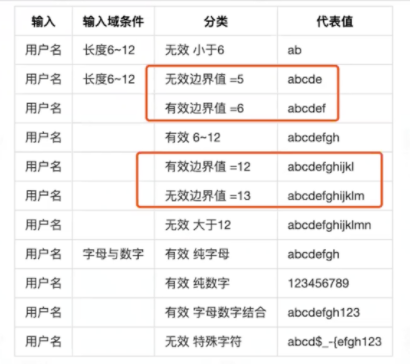 输入 输入域条件 分类 代表值
用户名 长度6~12 无效 小于6 ab
用户名 长度6~12 无效边界值 =5 abcde
用户名 有效边界值 =6 abcdef
用户名 有效 6~12 abcdefgh
用户名 有效边界值 =12 abcdefghijkl
用户名 无效边界值 =13 abcdefghijklm
用户名 无效 大于12 abcdefghijklmn
用户名 字母与数字 有效 纯字母 abcdefgh
用户名 有效 纯数字 123456789
用户名 有效 字母数字结合 abcdefgh123
用户名 无效 特殊字符 abcd$_-{efgh123